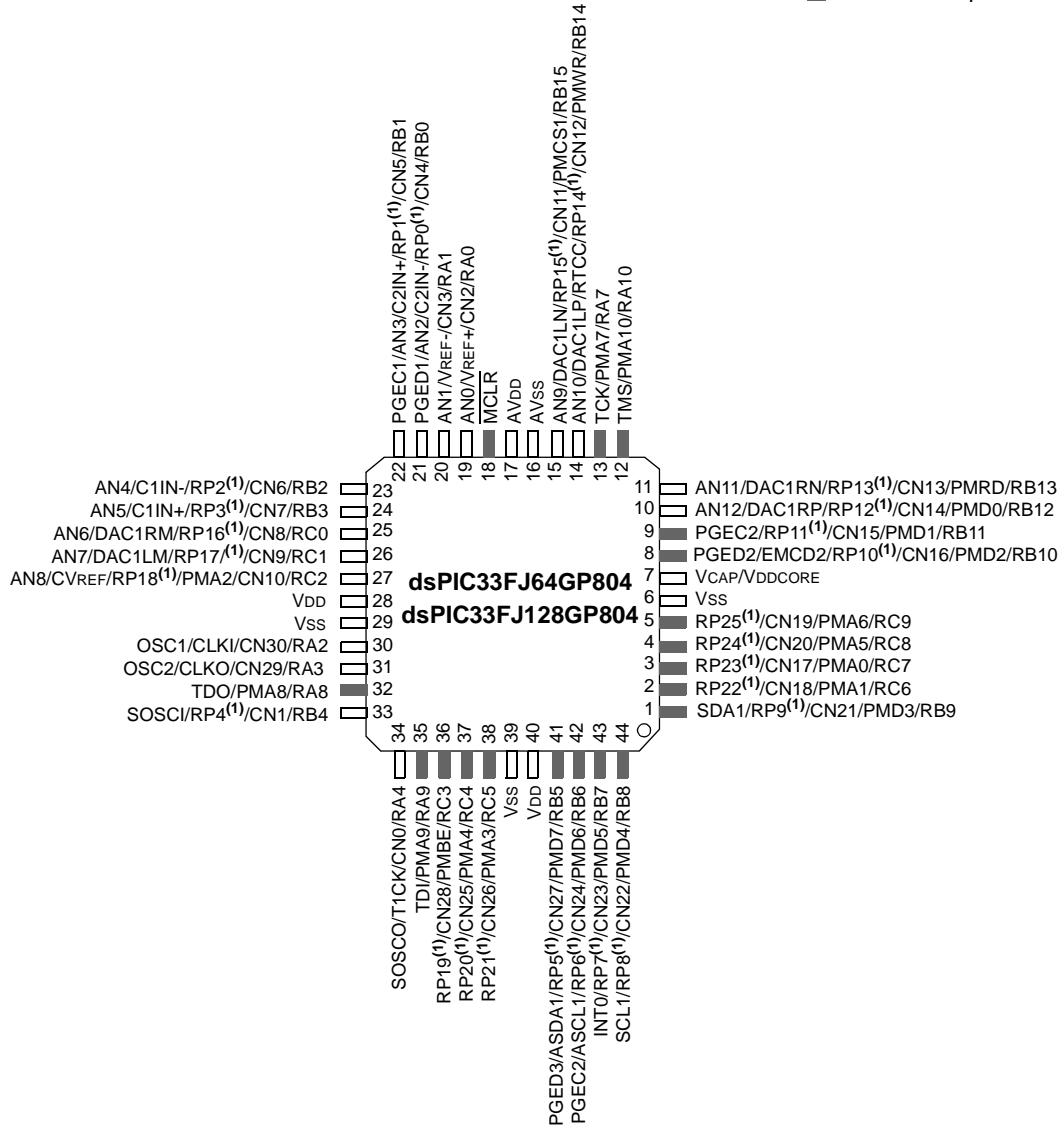 PGEC1/AN3/C2IN+/RP1(1)/CN5/RB1
PGED1/AN2/C2IN-/RP0(1)/CN4/RB0
AN1/VREF-/CN3/RA1
AN0/VREF+/CN2/RA0
MCLR
AVDD
AVSS
AN9/DAC1LN/RP15(1)/CN11/PMCS1/RB15
AN10/DAC1LP/RTCC/RP14(1)/CN12/PMWR/RB14
TCK/PMA7/RA7
TMS/PMA10/RA10
22 21 20 19 18 17 16 15 14 13 12
AN4/C1IN-/RP2(1)/CN6/RB2 23
AN5/C1IN+/RP3(1)/CN7/RB3 24
AN6/DAC1RM/RP16(1)/CN8/RC0 25
AN7/DAC1LM/RP17/(1)/CN9/RC1 26
AN8/CVREF/RP18(1)/PMA2/CN10/RC2 27
VDD 28
VSS 29
OSC1/CLKI/CN30/RA2 30
OSC2/CLKO/CN29/RA3 31
TDO/PMA8/RA8 32
SOSCI/RP4(1)/CN1/RB4 33
dsPIC33FJ64GP804
dsPIC33FJ128GP804
11 AN11/DAC1RN/RP13(1)/CN13/PMRD/RB13
10 AN12/DAC1RP/RP12(1)/CN14/PMD0/RB12
9 PGEC2/RP11(1)/CN15/PMD1/RB11
8 PGED2/EMCD2/RP10(1)/CN16/PMD2/RB10
7 VCAP/VDDCORE
6 VSS
5 RP25(1)/CN19/PMA6/RC9
4 RP24(1)/CN20/PMA5/RC8
3 RP23(1)/CN17/PMA0/RC7
2 RP22(1)/CN18/PMA1/RC6
1 SDA1/RP9(1)/CN21/PMD3/RB9
34 35 36 37 38 39 40 41 42 43 44
SOSCO/T1CK/CN0/RA4
TDI/PMA9/RA9
RP19(1)/CN28/PMBE/RC3
RP20(1)/CN25/PMA4/RC4
RP21(1)/CN26/PMA3/RC5
VSS
VDD
PGED3/ASDA1/RP5(1)/CN27/PMD7/RB5
PGEC2/ASCL1/RP6(1)/CN24/PMD6/RB6
INT0/RP7(1)/CN23/PMD5/RB7
SCL1/RP8(1)/CN22/PMD4/RB8